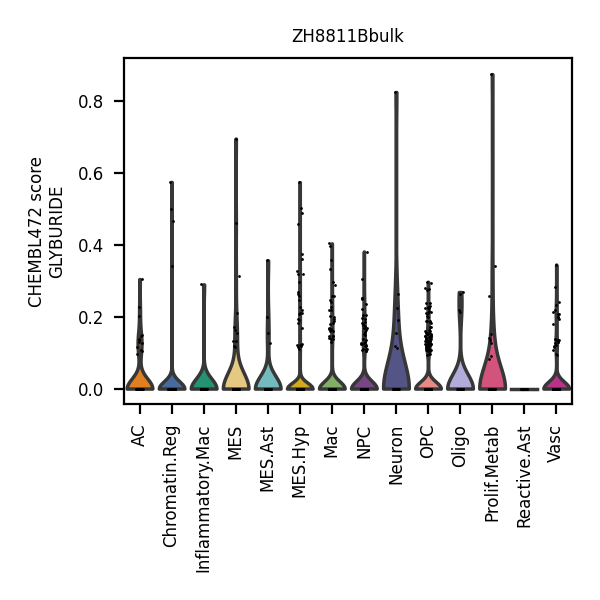 ZH8811Bbulk
CHEMBL472 score
GLYBURIDE
0.8
0.6
0.4
0.2
0.0
AC
Chromatin.Reg
Inflammatory.Mac
MES
MES.Ast
MES.Hyp
Mac
NPC
Neuron
OPC
Oligo
Prolif.Metab
Reactive.Ast
Vasc